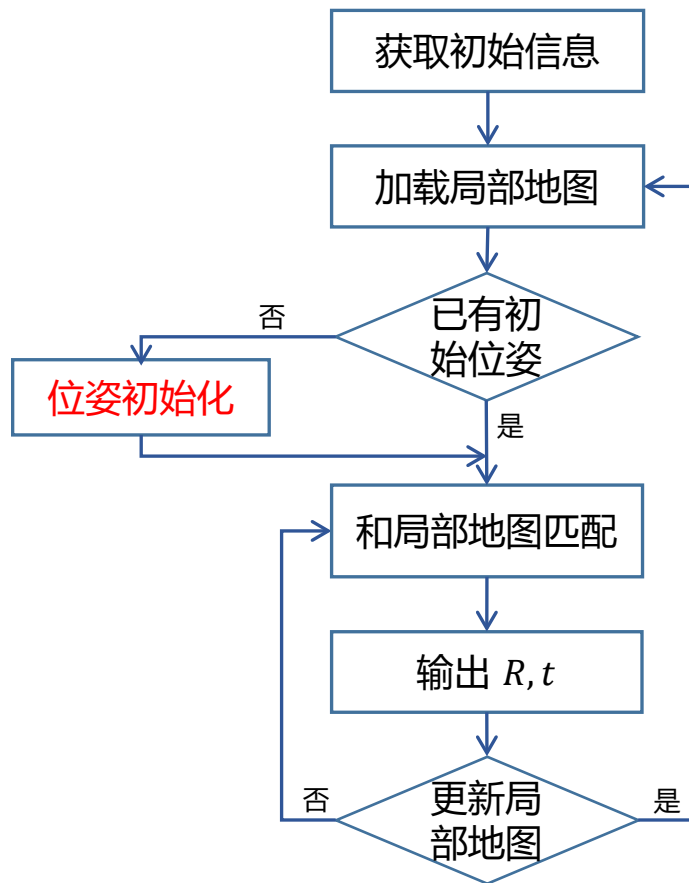 获取初始信息
加载局部地图
已有初
始位姿
否
位姿初始化
是
和局部地图匹配
输出 R, t
更新局
部地图
否
是